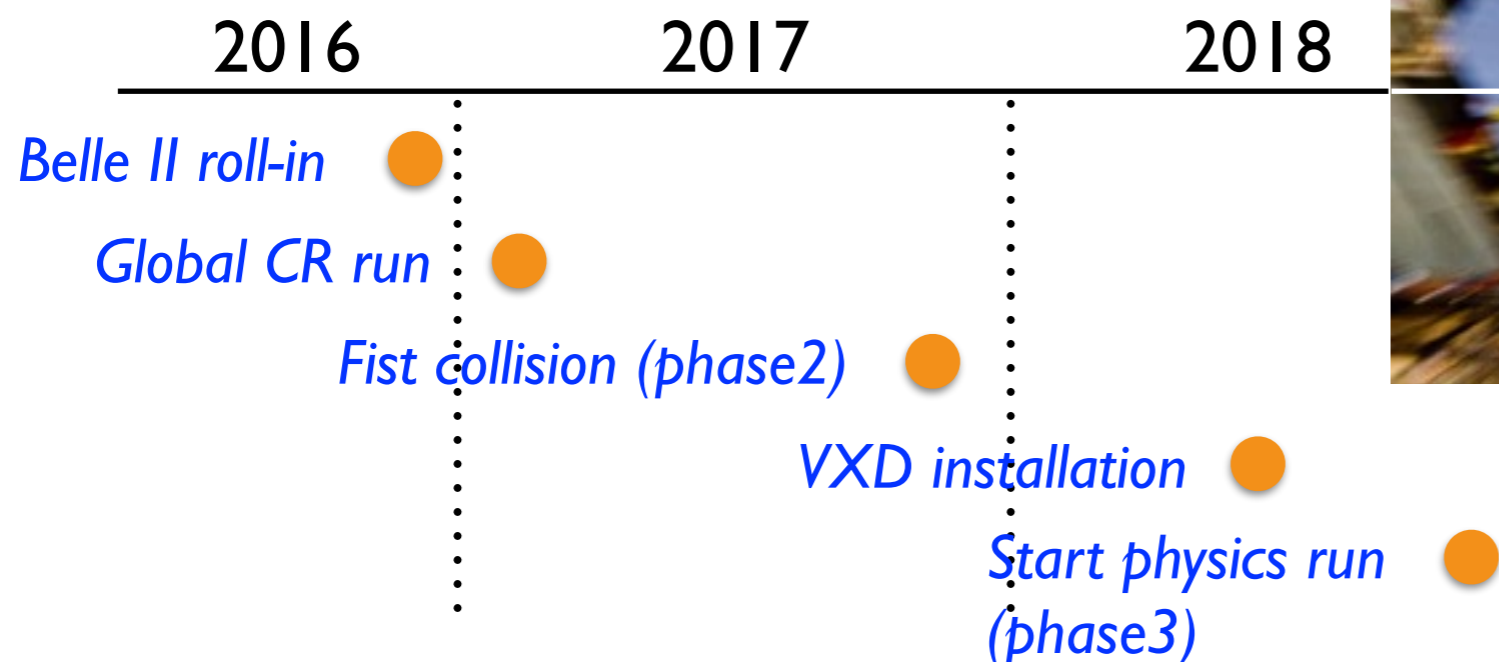 2016 2017 2018
Belle II roll-in
Global CR run
Fist collision (phase2)
VXD installation
Start physics run
(phase3)